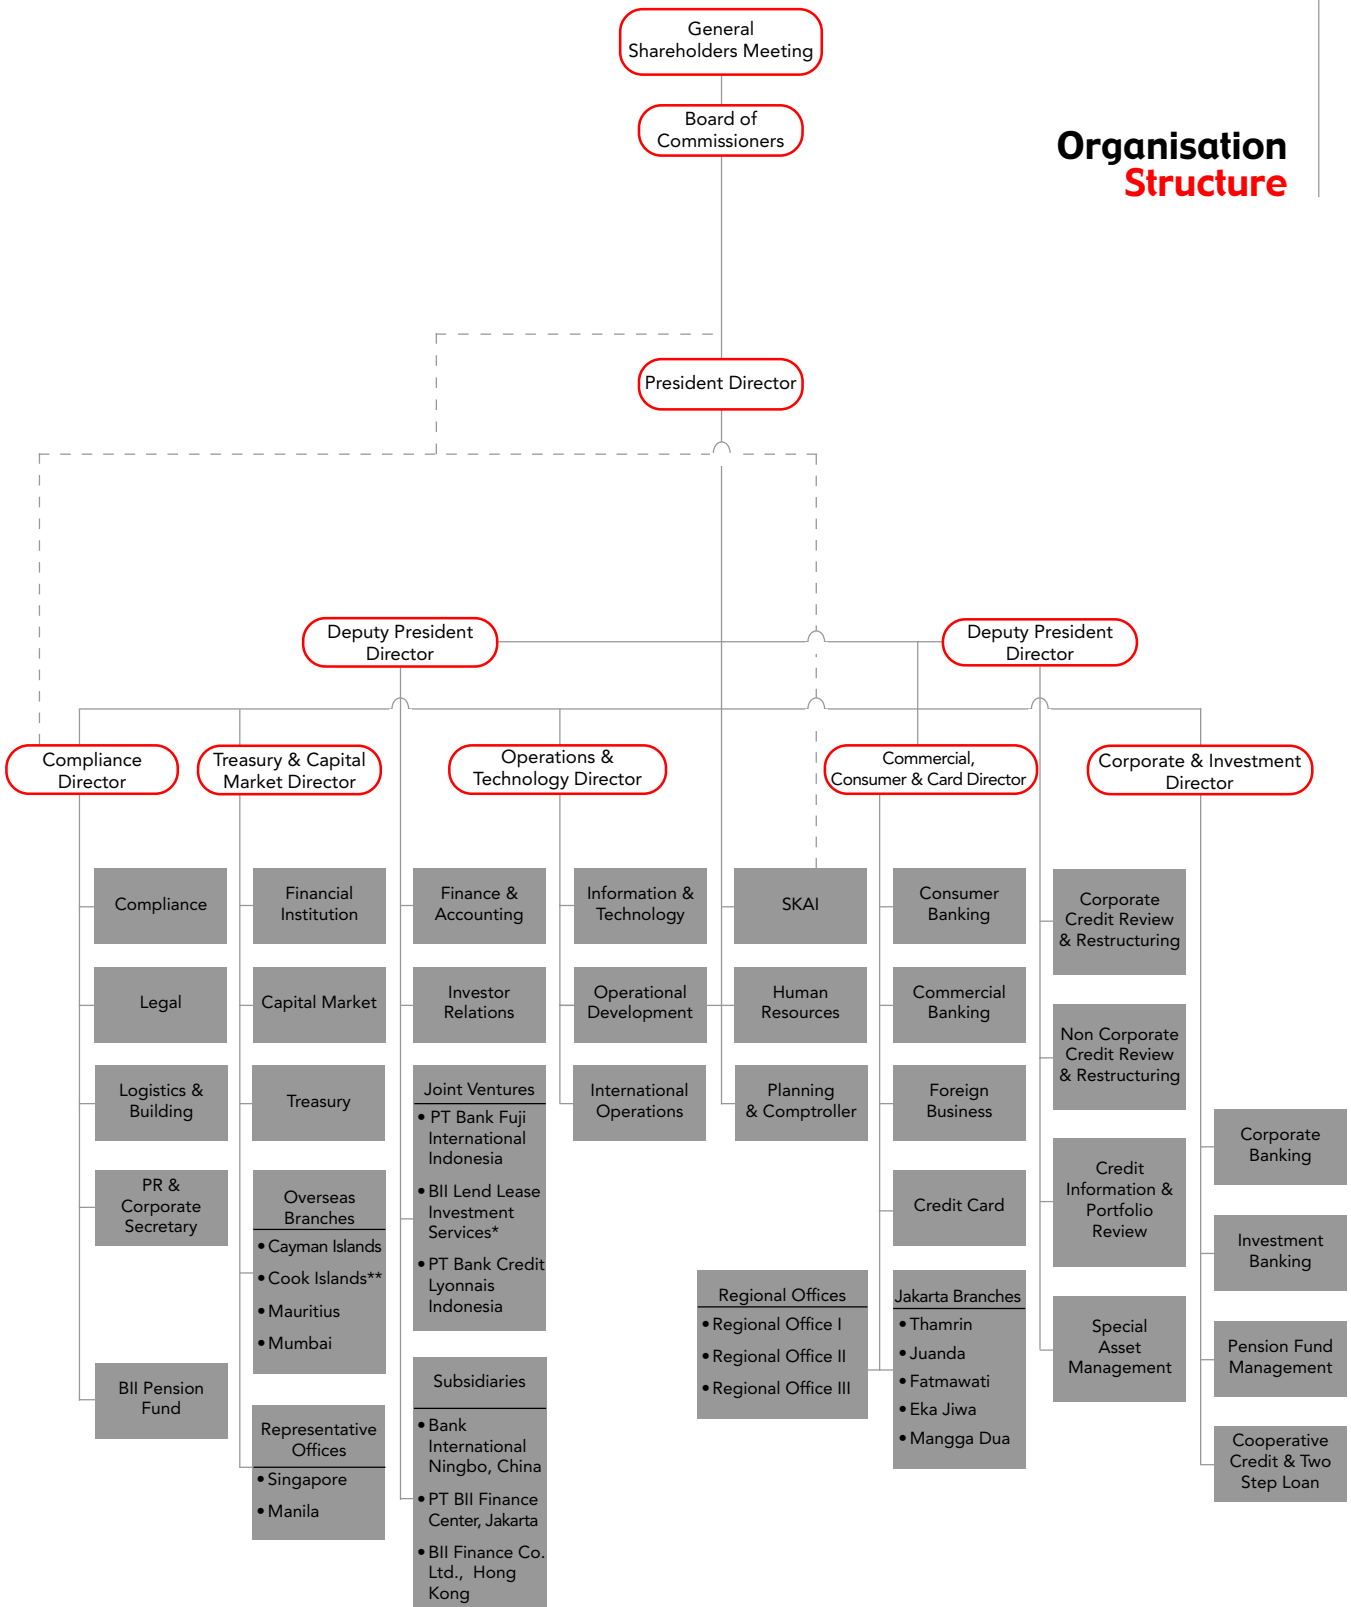 General
Shareholders Meeting
Board of
Commissioners
Organisation
Structure
President Director
Deputy President
Director
Deputy President
Director
Compliance
Director
Treasury & Capital
Market Director
Operations &
Technology Director
Commercial,
Consumer & Card Director
Corporate & Investment
Director
Compliance
Legal
Logistics &
Building
PR &
Corporate
Secretary
BII Pension
Fund
Financial
Institution
Capital Market
Treasury
Overseas
Branches
• Cayman Islands
• Cook Islands**
• Mauritius
• Mumbai
Representative
Offices
• Singapore
• Manila
Finance &
Accounting
Investor
Relations
Joint Ventures
• PT Bank Fuji
International
Indonesia
• BII Lend Lease
Investment
Services*
• PT Bank Credit
Lyonnais
Indonesia
Subsidiaries
• Bank
International
Ningbo, China
• PT BII Finance
Center, Jakarta
• BII Finance Co.
Ltd., Hong
Kong
Information &
Technology
Operational
Development
International
Operations
SKAI
Human
Resources
Planning
& Comptroller
Regional Offices
• Regional Office I
• Regional Office II
• Regional Office III
Consumer
Banking
Commercial
Banking
Foreign
Business
Credit Card
Jakarta Branches
• Thamrin
• Juanda
• Fatmawati
• Eka Jiwa
• Mangga Dua
Corporate
Credit Review
& Restructuring
Non Corporate
Credit Review
& Restructuring
Credit
Information &
Portfolio
Review
Special
Asset
Management
Corporate
Banking
Investment
Banking
Pension Fund
Management
Cooperative
Credit & Two
Step Loan